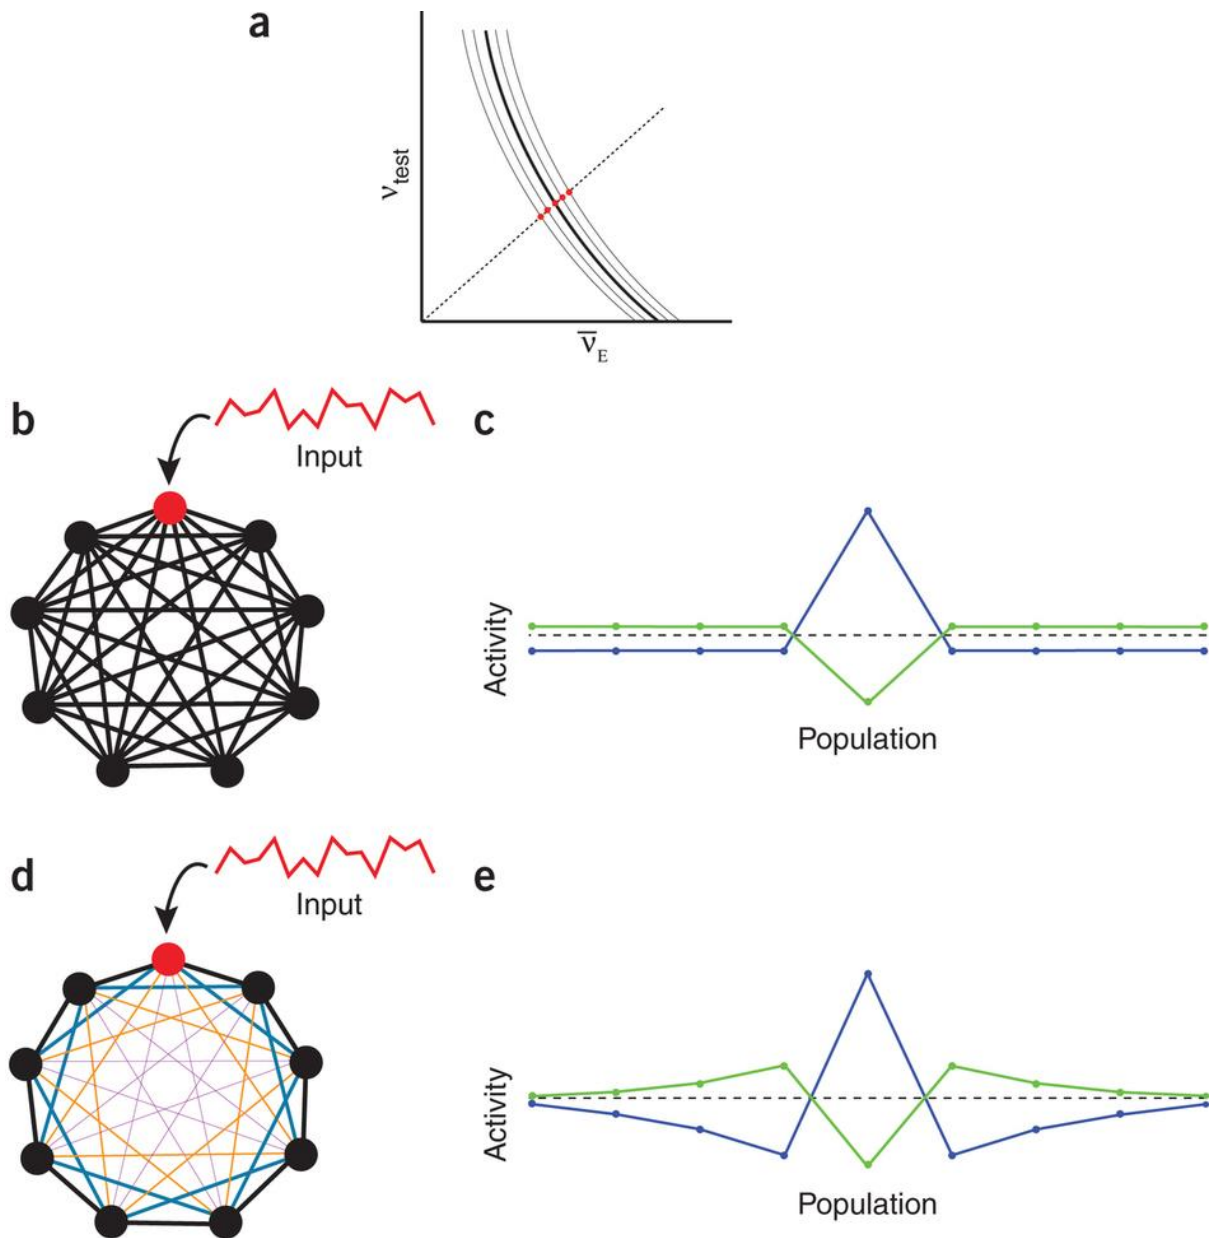 a
ν_test
ν̅_E
b
Input
c
Activity
Population
d
Input
e
Activity
Population